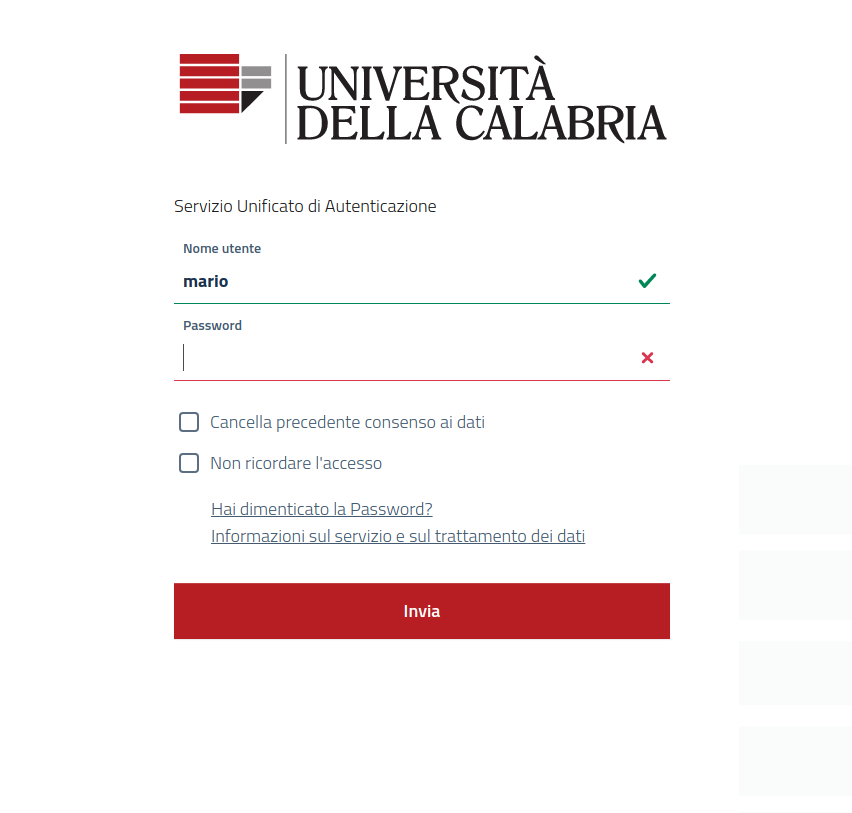 UNIVERSITÀ
DELLA CALABRIA
Servizio Unificato di Autenticazione
Nome utente
mario
Password
Cancella precedente consenso ai dati
Non ricordare l'accesso
Hai dimenticato la Password?
Informazioni sul servizio e sul trattamento dei dati
Invia